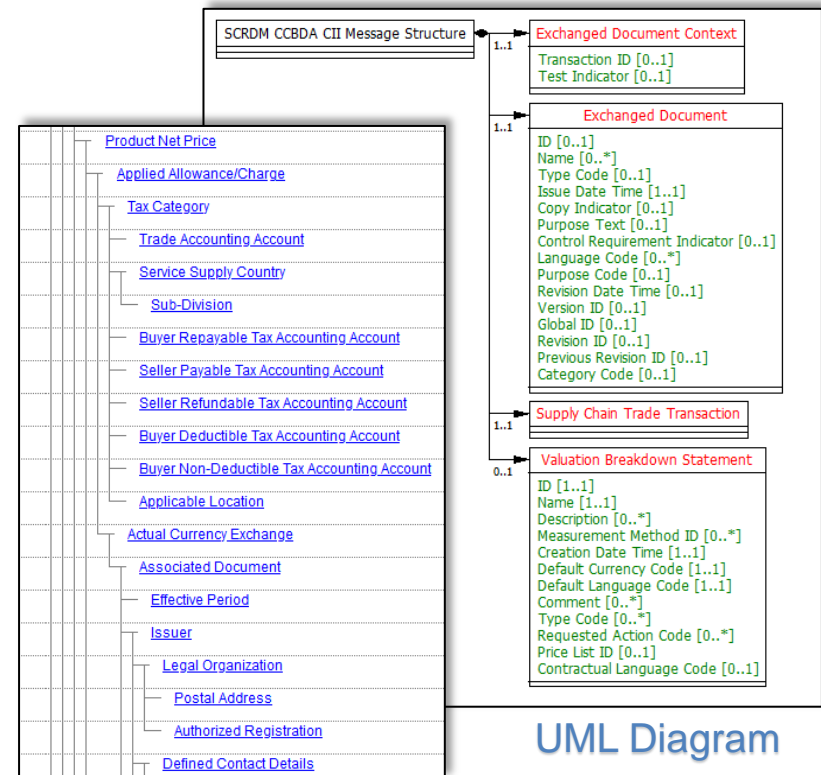 SCRDM CCBDA CII Message Structure
1..1
Exchanged Document Context
Transaction ID [0..1]
Test Indicator [0..1]
1..1
Exchanged Document
ID [0..1]
Name [0..*]
Type Code [0..1]
Issue Date Time [1..1]
Copy Indicator [0..1]
Purpose Text [0..1]
Control Requirement Indicator [0..1]
Language Code [0..*]
Purpose Code [0..1]
Revision Date Time [0..1]
Version ID [0..1]
Global ID [0..1]
Revision ID [0..1]
Previous Revision ID [0..1]
Category Code [0..1]
1..1
Supply Chain Trade Transaction
0..1
Valuation Breakdown Statement
ID [1..1]
Name [1..1]
Description [0..*]
Measurement Method ID [0..*]
Creation Date Time [1..1]
Default Currency Code [1..1]
Default Language Code [1..1]
Comment [0..*]
Type Code [0..*]
Requested Action Code [0..*]
Price List ID [0..1]
Contractual Language Code [0..1]
Product Net Price
Applied Allowance/Charge
Tax Category
Trade Accounting Account
Service Supply Country
Sub-Division
Buyer Repayable Tax Accounting Account
Seller Payable Tax Accounting Account
Seller Refundable Tax Accounting Account
Buyer Deductible Tax Accounting Account
Buyer Non-Deductible Tax Accounting Account
Applicable Location
Actual Currency Exchange
Associated Document
Effective Period
Issuer
Legal Organization
Postal Address
Authorized Registration
Defined Contact Details
UML Diagram